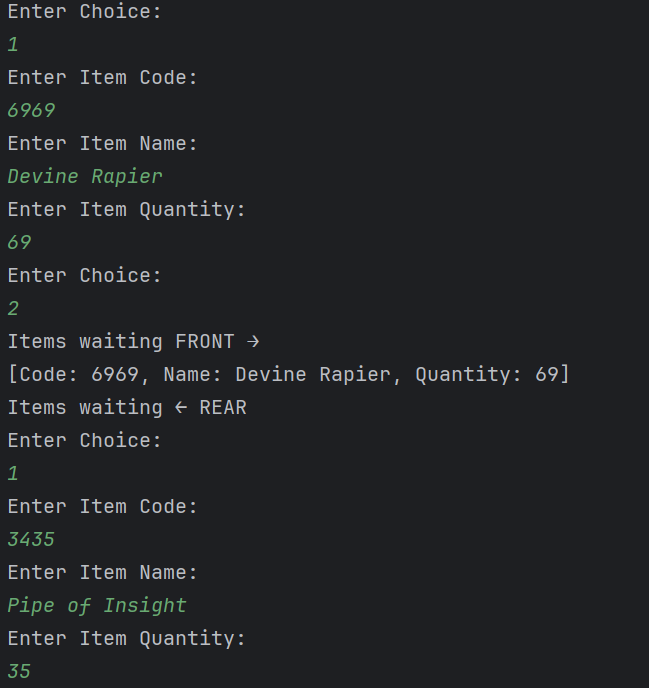 Enter Choice:
1
Enter Item Code:
6969
Enter Item Name:
Devine Rapier
Enter Item Quantity:
69
Enter Choice:
2
Items waiting FRONT →
[Code: 6969, Name: Devine Rapier, Quantity: 69]
Items waiting ← REAR
Enter Choice:
1
Enter Item Code:
3435
Enter Item Name:
Pipe of Insight
Enter Item Quantity:
35